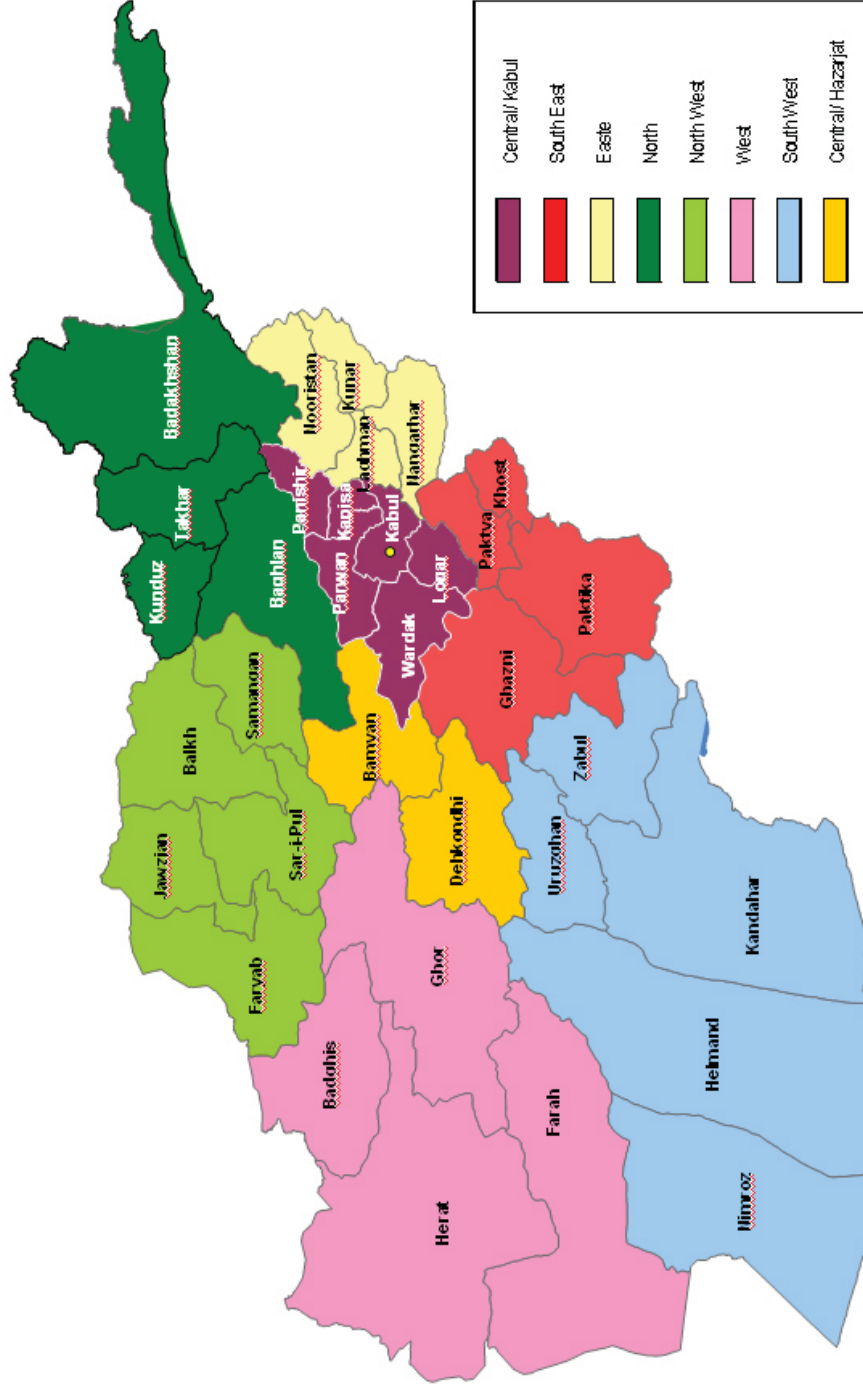 Badakhshan
Takhar
Kunduz
Baghlan
Balkh
Samangan
Jawzjan
Sar-i-Pul
Faryab
Badghis
Herat
Ghor
Farah
Bamyan
Dehkondhi
Nooristan
Kunar
Laghman
Nangarhar
Panjshir
Kapisa
Parwan
Kabul
Wardak
Logar
Paktya
Khost
Ghazni
Paktika
Zabul
Uruzghan
Kandahar
Helmand
Nimroz
Central/ Kabul
South East
Easte
North
North West
West
South West
Central/ Hazarjat